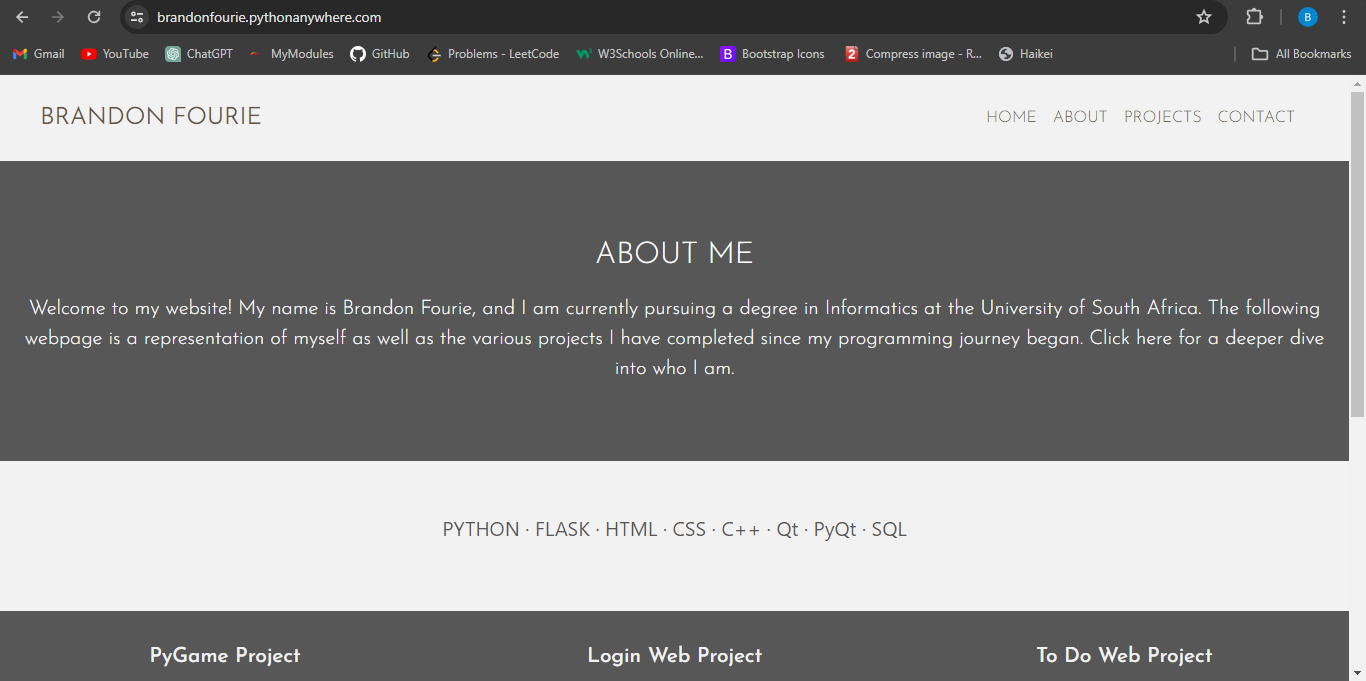 brandonfourie.pythonanywhere.com
B
Gmail YouTube ChatGPT MyModules GitHub Problems - LeetCode W3Schools Online... B Bootstrap Icons 2 Compress image - R... Haikei All Bookmarks
BRANDON FOURIE HOME ABOUT PROJECTS CONTACT
ABOUT ME
Welcome to my website! My name is Brandon Fourie, and I am currently pursuing a degree in Informatics at the University of South Africa. The following
webpage is a representation of myself as well as the various projects I have completed since my programming journey began. Click here for a deeper dive
into who I am.
PYTHON · FLASK · HTML · CSS · C++ · Qt · PyQt · SQL
PyGame Project Login Web Project To Do Web Project